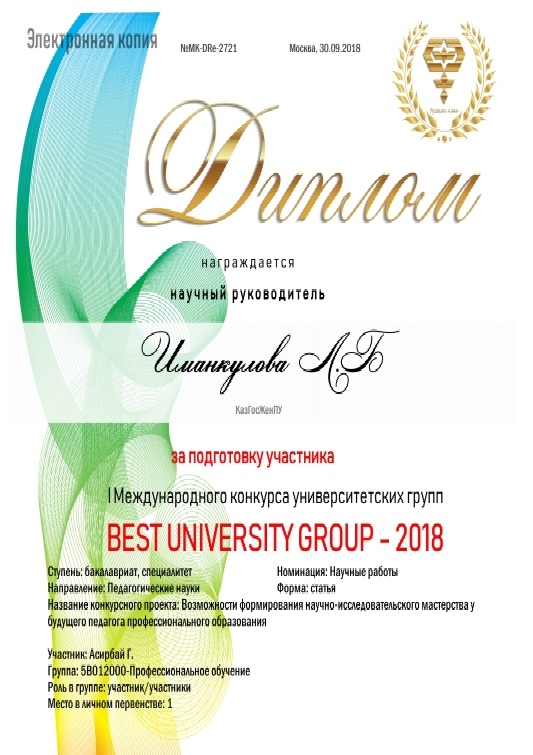 Электронная копия
№МК-DRe-2721
Москва, 30.09.2018
Диплом
награждается
научный руководитель
Иманкулова Л.Б
КазГосЖенПУ
за подготовку участника
I Международного конкурса университетских групп
BEST UNIVERSITY GROUP - 2018
Ступень: бакалавриат, специалитет
Номинация: Научные работы
Направление: Педагогические науки
Форма: статья
Название конкурсного проекта: Возможности формирования научно-исследовательского мастерства у
будущего педагога профессионального образования
Участник: Асирбай Г.
Группа: 5В012000-Профессиональное обучение
Роль в группе: участник/участники
Место в личном первенстве: 1